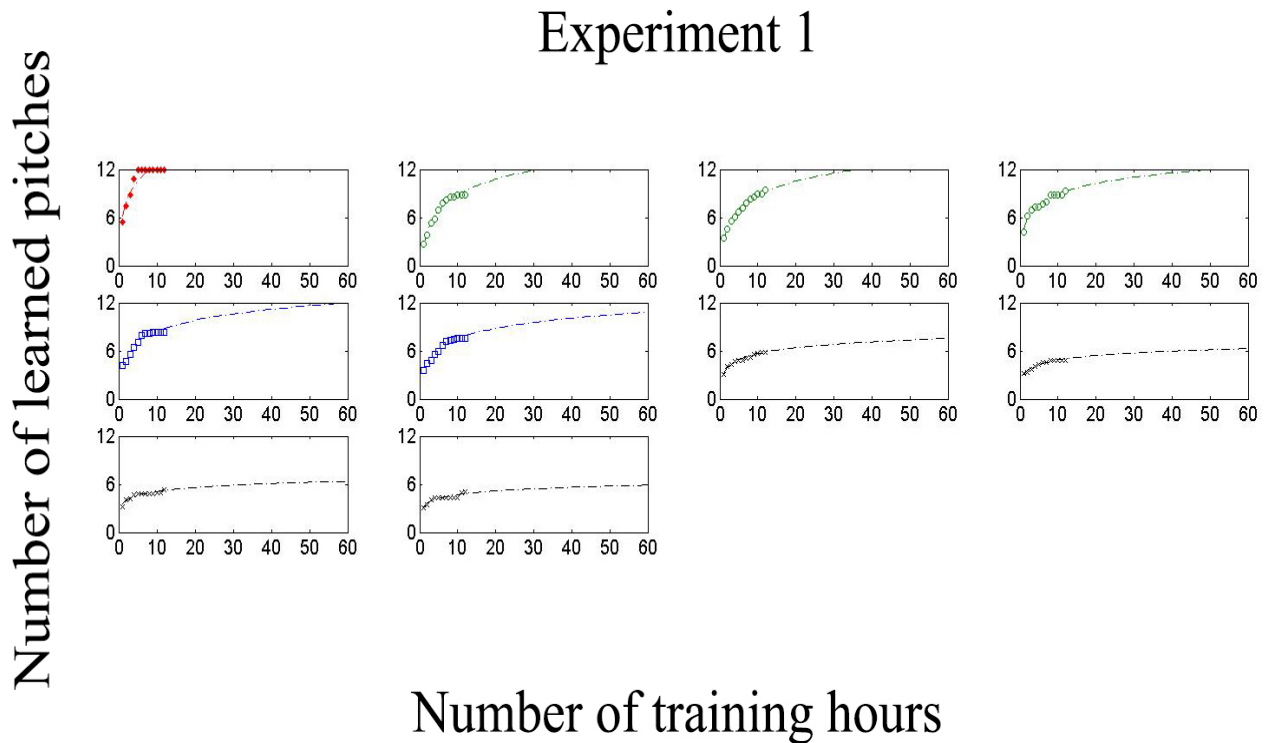 Experiment 1
Number of learned pitches
12 12 12 12
6 6 6 6
0 0 0 0
0 10 20 30 40 50 60 0 10 20 30 40 50 60 0 10 20 30 40 50 60 0 10 20 30 40 50 60
12 12 12 12
6 6 6 6
0 0 0 0
0 10 20 30 40 50 60 0 10 20 30 40 50 60 0 10 20 30 40 50 60 0 10 20 30 40 50 60
12 12
6 6
0 0
0 10 20 30 40 50 60 0 10 20 30 40 50 60
Number of training hours